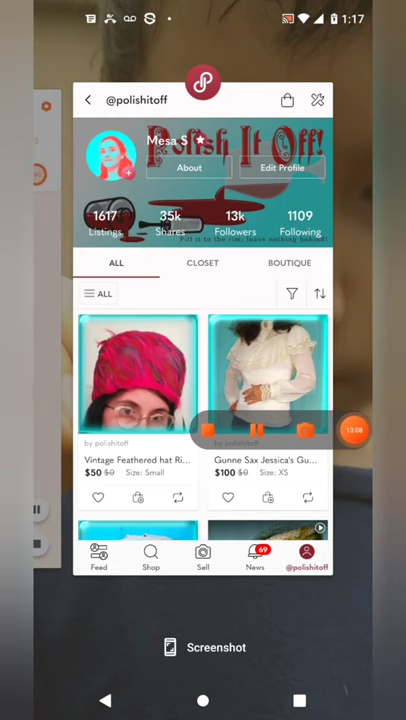 1:17
@polishitoff
Polish It Off!
Mesa S
About
Edit Profile
1617
Listings
35k
Shares
13k
Followers
1109
Following
Fill it to the rim, leave nothing behind!
ALL
CLOSET
BOUTIQUE
ALL
by polishitoff
Vintage Feathered hat Ri...
$50 $0 Size: Small
by polishitoff
Gunne Sax Jessica's Gu...
$100 $0 Size: XS
13:08
Feed
Shop
Sell
69
News
@polishitoff
Screenshot